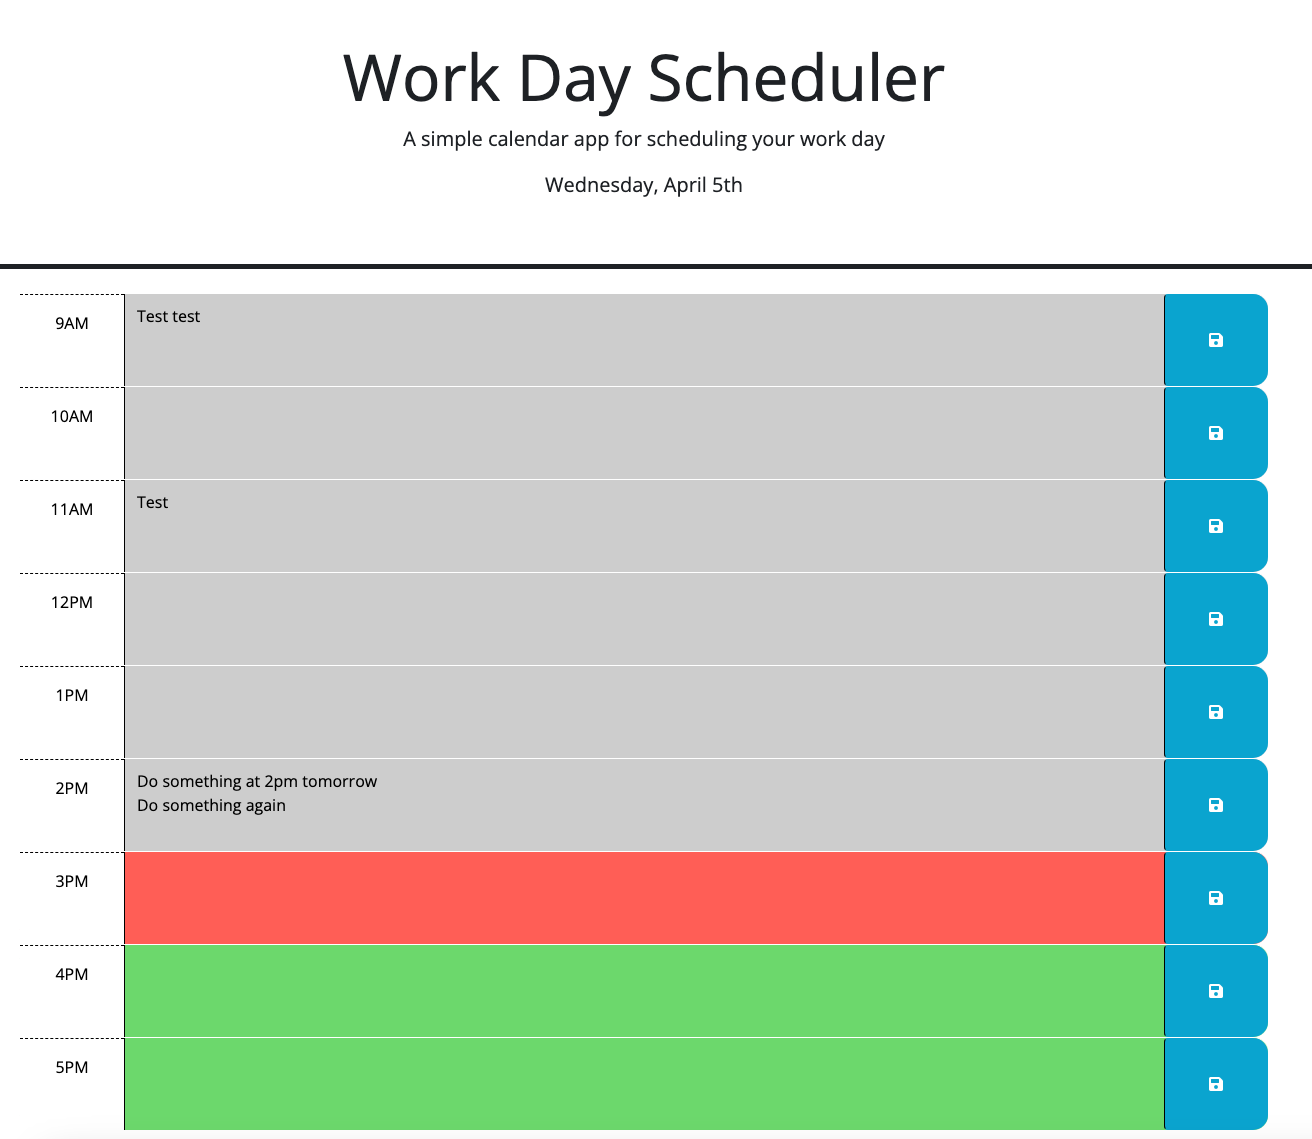 Work Day Scheduler
A simple calendar app for scheduling your work day
Wednesday, April 5th
9AM
Test test
10AM
11AM
Test
12PM
1PM
2PM
Do something at 2pm tomorrow
Do something again
3PM
4PM
5PM